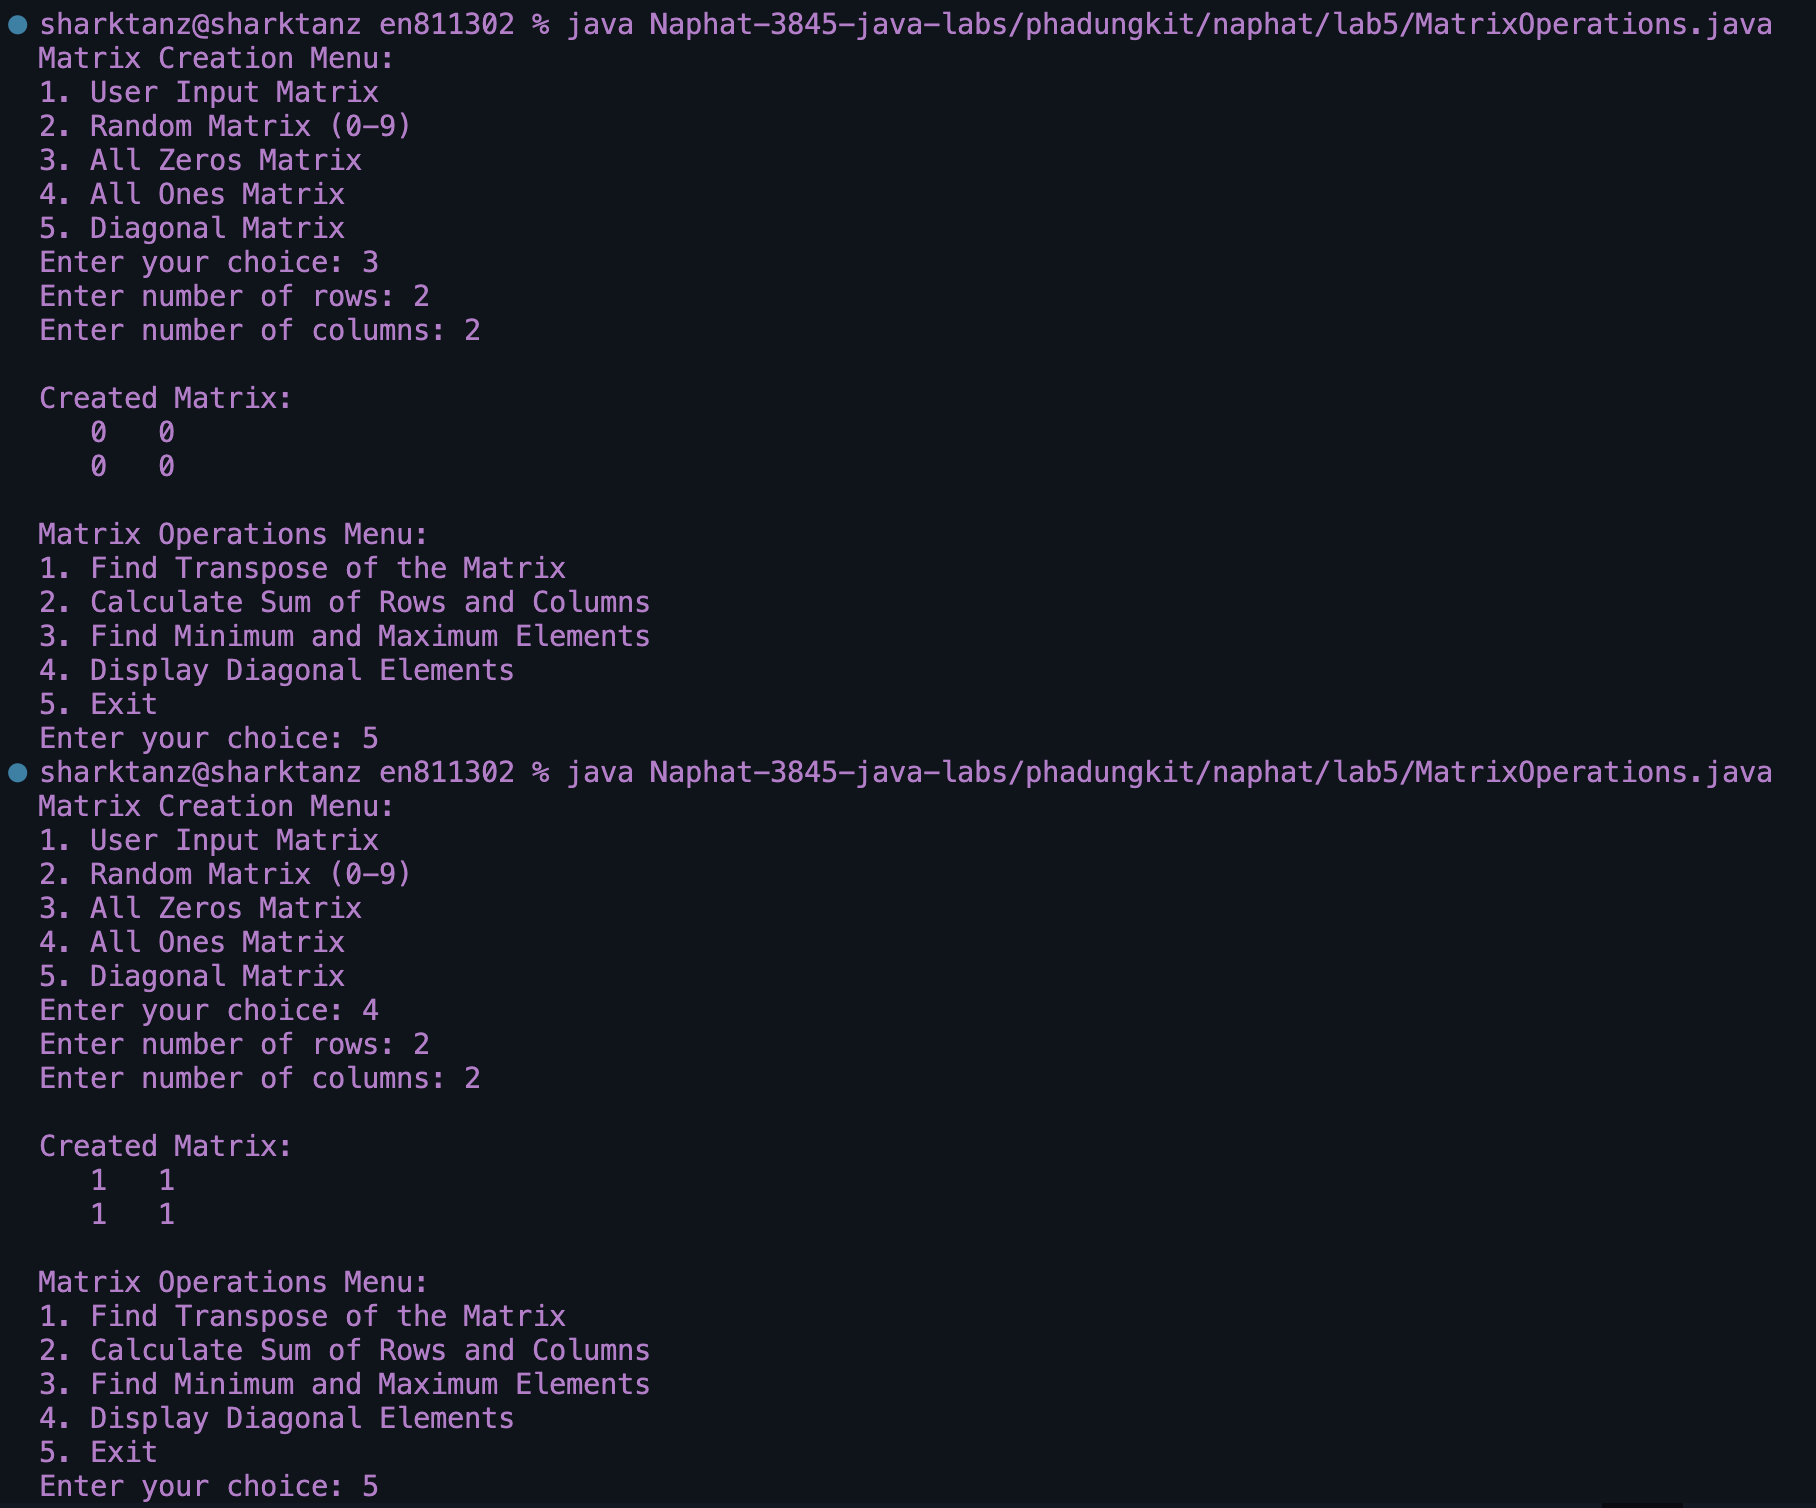 sharktanz@sharktanz en811302 % java Naphat-3845-java-labs/phadungkit/naphat/lab5/MatrixOperations.java
Matrix Creation Menu:
1. User Input Matrix
2. Random Matrix (0-9)
3. All Zeros Matrix
4. All Ones Matrix
5. Diagonal Matrix
Enter your choice: 3
Enter number of rows: 2
Enter number of columns: 2

Created Matrix:
   0   0
   0   0

Matrix Operations Menu:
1. Find Transpose of the Matrix
2. Calculate Sum of Rows and Columns
3. Find Minimum and Maximum Elements
4. Display Diagonal Elements
5. Exit
Enter your choice: 5
sharktanz@sharktanz en811302 % java Naphat-3845-java-labs/phadungkit/naphat/lab5/MatrixOperations.java
Matrix Creation Menu:
1. User Input Matrix
2. Random Matrix (0-9)
3. All Zeros Matrix
4. All Ones Matrix
5. Diagonal Matrix
Enter your choice: 4
Enter number of rows: 2
Enter number of columns: 2

Created Matrix:
   1   1
   1   1

Matrix Operations Menu:
1. Find Transpose of the Matrix
2. Calculate Sum of Rows and Columns
3. Find Minimum and Maximum Elements
4. Display Diagonal Elements
5. Exit
Enter your choice: 5